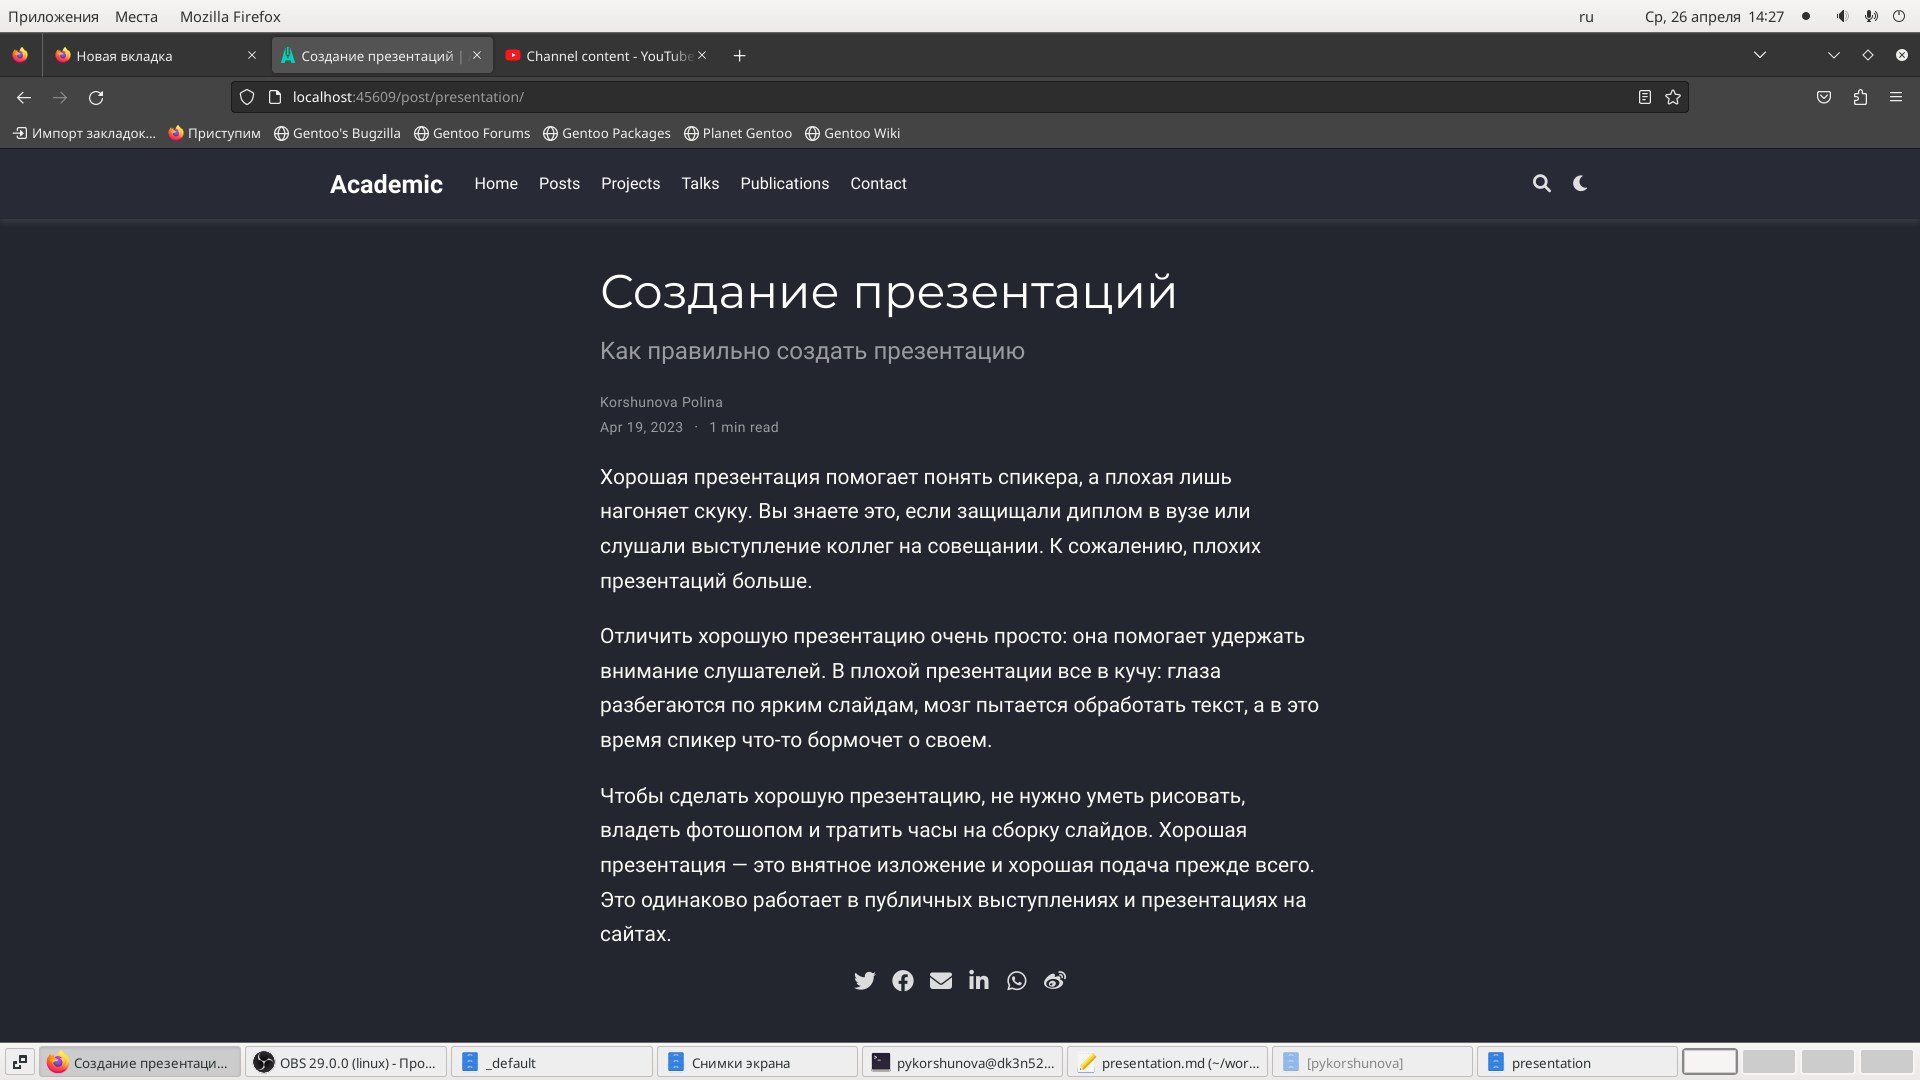 Приложения Места Mozilla Firefox ru Ср, 26 апреля 14:27
Новая вкладка Создание презентаций | Channel content - YouTube
localhost:45609/post/presentation/
Импорт закладок... Приступим Gentoo's Bugzilla Gentoo Forums Gentoo Packages Planet Gentoo Gentoo Wiki
Academic Home Posts Projects Talks Publications Contact
Создание презентаций
Как правильно создать презентацию
Korshunova Polina
Apr 19, 2023 · 1 min read
Хорошая презентация помогает понять спикера, а плохая лишь
нагоняет скуку. Вы знаете это, если защищали диплом в вузе или
слушали выступление коллег на совещании. К сожалению, плохих
презентаций больше.
Отличить хорошую презентацию очень просто: она помогает удержать
внимание слушателей. В плохой презентации все в кучу: глаза
разбегаются по ярким слайдам, мозг пытается обработать текст, а в это
время спикер что-то бормочет о своем.
Чтобы сделать хорошую презентацию, не нужно уметь рисовать,
владеть фотошопом и тратить часы на сборку слайдов. Хорошая
презентация — это внятное изложение и хорошая подача прежде всего.
Это одинаково работает в публичных выступлениях и презентациях на
сайтах.
Создание презентаци... OBS 29.0.0 (linux) - Про... _default Снимки экрана pykorshunova@dk3n52... presentation.md (~/wor... [pykorshunova] presentation